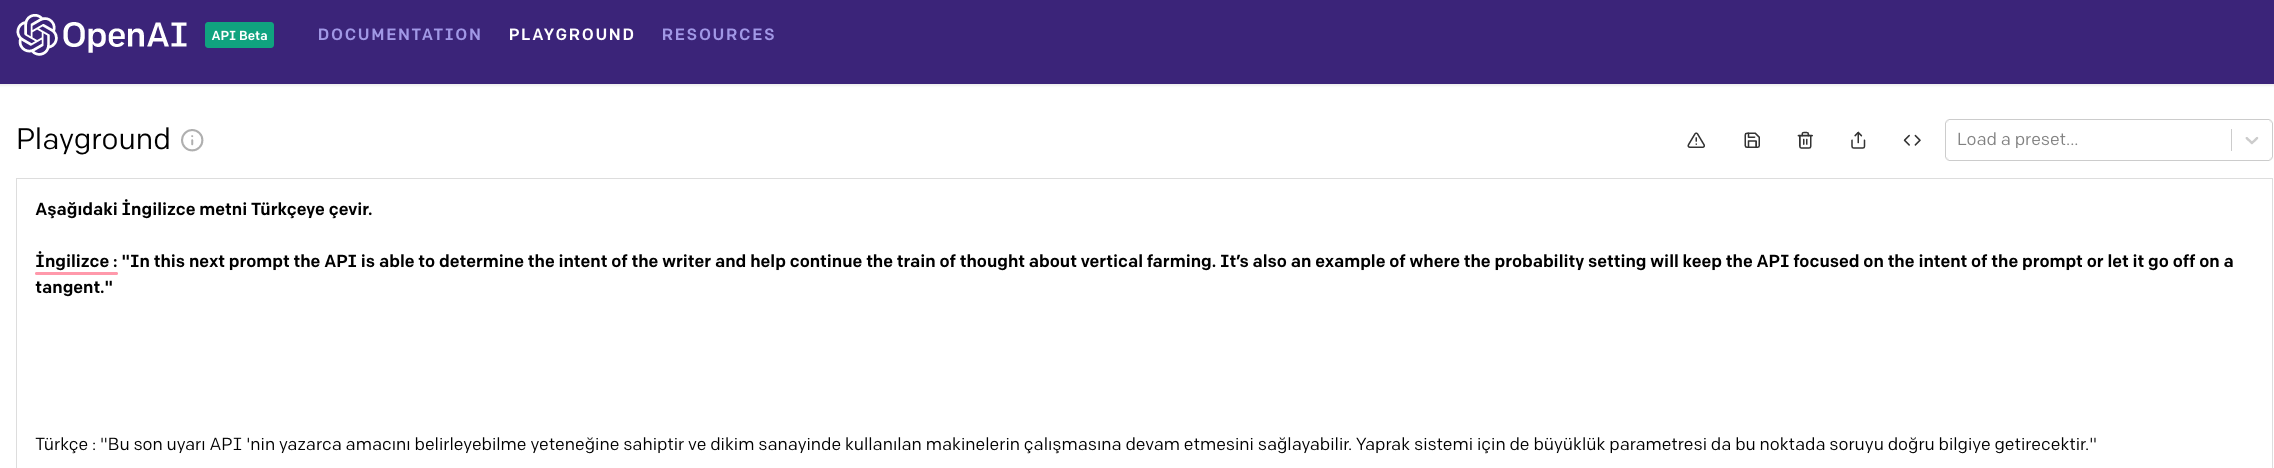 OpenAI API Beta DOCUMENTATION PLAYGROUND RESOURCES
Playground Load a preset...
Aşağıdaki İngilizce metni Türkçeye çevir.
İngilizce : "In this next prompt the API is able to determine the intent of the writer and help continue the train of thought about vertical farming. It’s also an example of where the probability setting will keep the API focused on the intent of the prompt or let it go off on a
tangent."
Türkçe : "Bu son uyarı API 'nin yazarca amacını belirleyebilme yeteneğine sahiptir ve dikim sanayinde kullanılan makinelerin çalışmasına devam etmesini sağlayabilir. Yaprak sistemi için de büyüklük parametresi da bu noktada soruyu doğru bilgiye getirecektir."